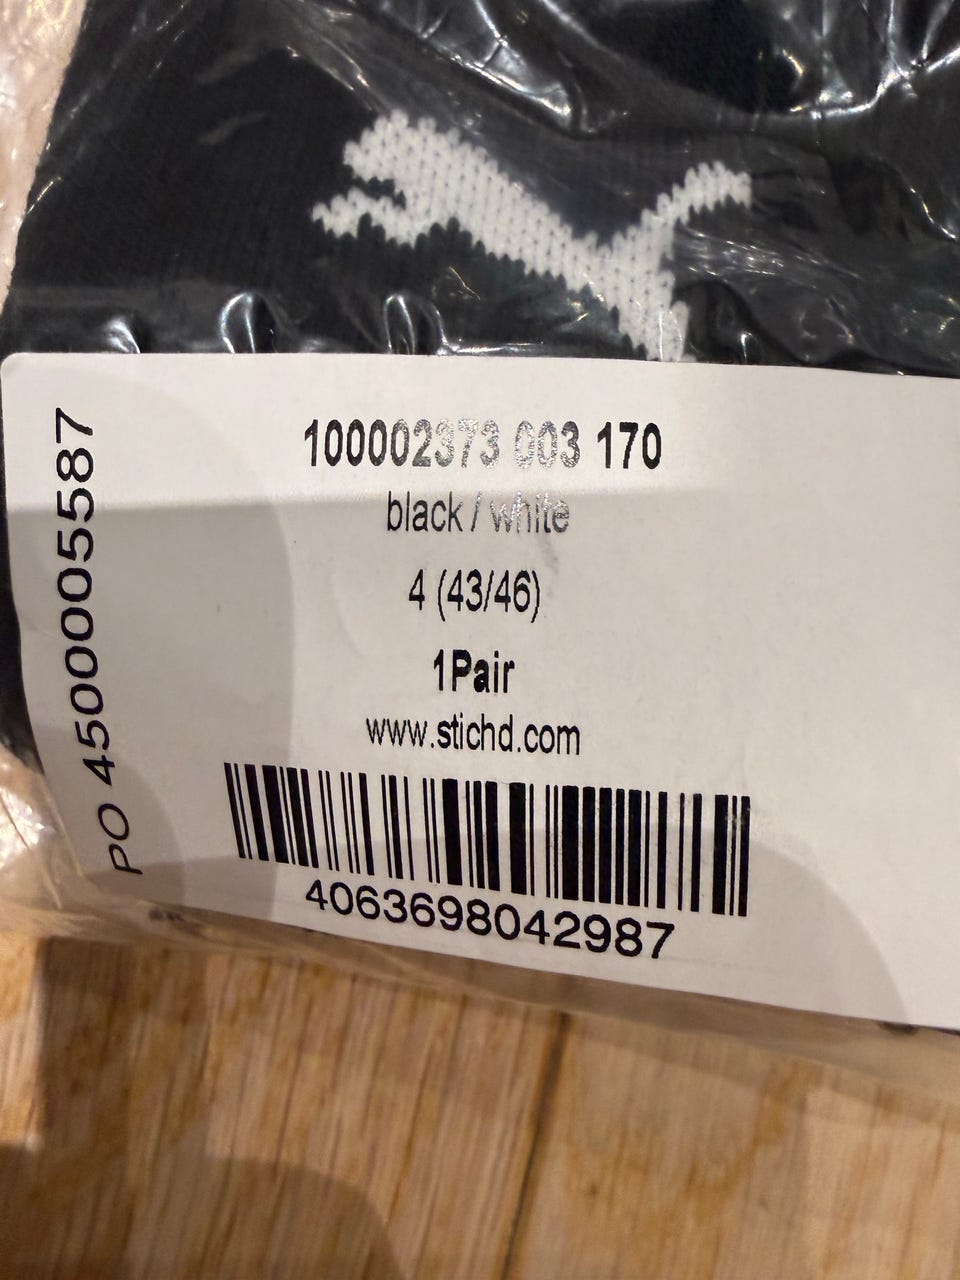 100002373 003 170
black / white
4 (43/46)
1Pair
www.stichd.com
4063698042987
PO 4500005587